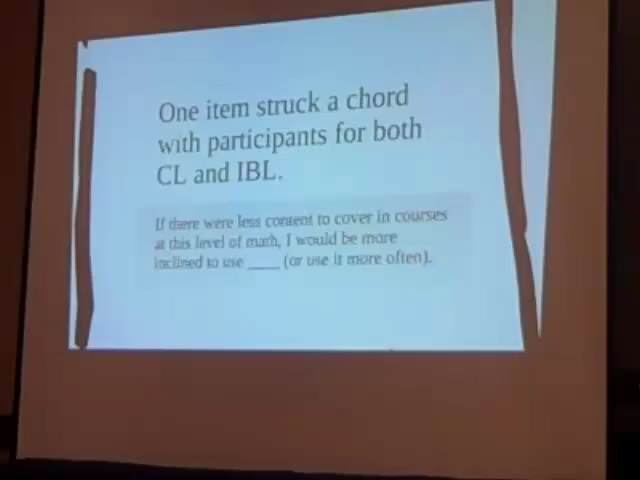 One item struck a chord
with participants for both
CL and IBL.
If there were less content to cover in courses
at this level of math, I would be more
inclined to use ____ (or use it more often).